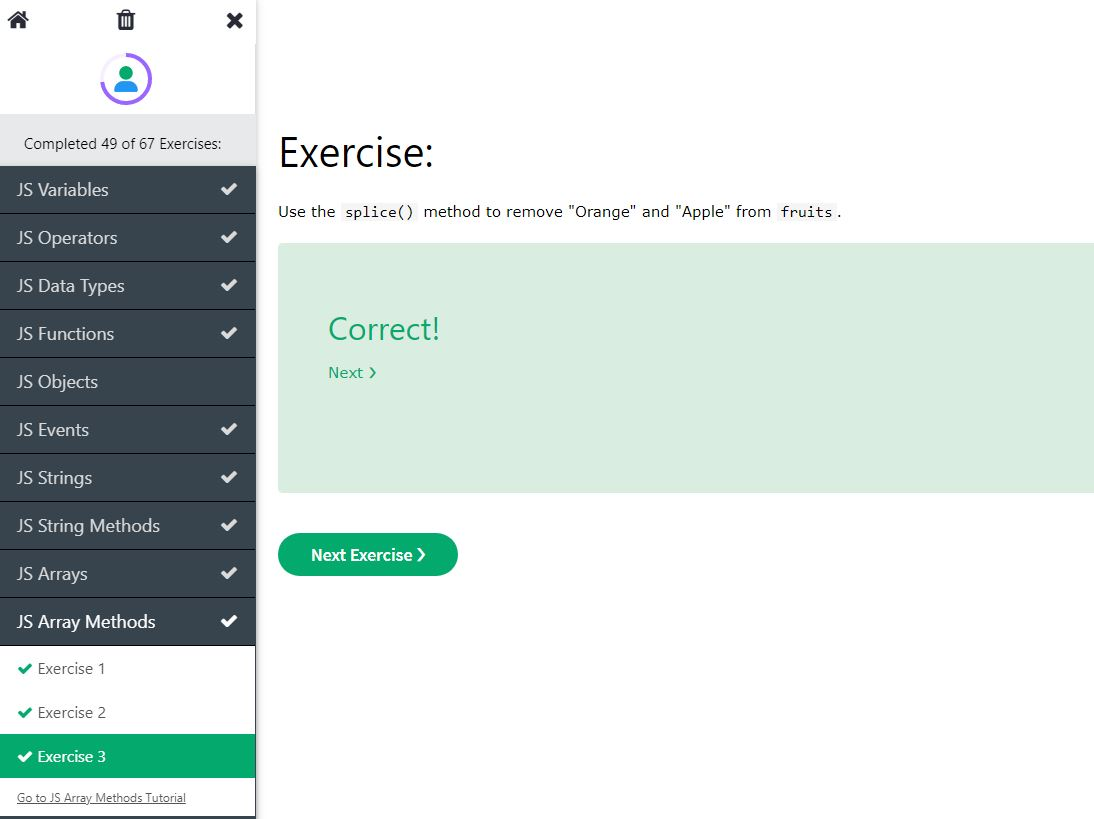 Completed 49 of 67 Exercises:
JS Variables
JS Operators
JS Data Types
JS Functions
JS Objects
JS Events
JS Strings
JS String Methods
JS Arrays
JS Array Methods
Exercise 1
Exercise 2
Exercise 3
Go to JS Array Methods Tutorial
Exercise:
Use the splice() method to remove "Orange" and "Apple" from fruits.
Correct!
Next ❯
Next Exercise ❯